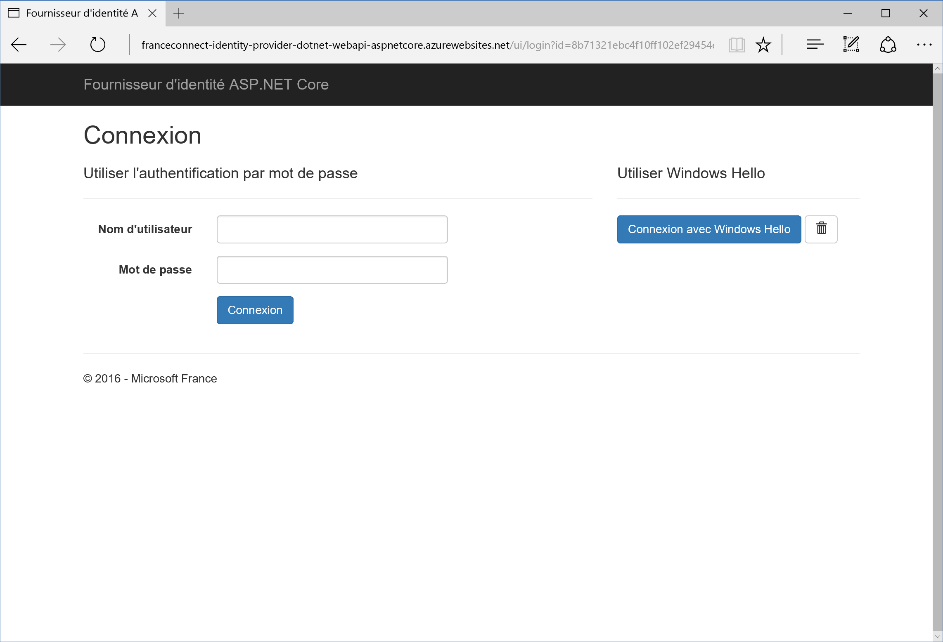 Fournisseur d'identité A
franceconnect-identity-provider-dotnet-webapi-aspnetcore.azurewebsites.net/ui/login?id=8b71321ebc4f10ff102ef29454
Fournisseur d'identité ASP.NET Core
Connexion
Utiliser l'authentification par mot de passe
Utiliser Windows Hello
Nom d'utilisateur
Connexion avec Windows Hello
Mot de passe
Connexion
© 2016 - Microsoft France